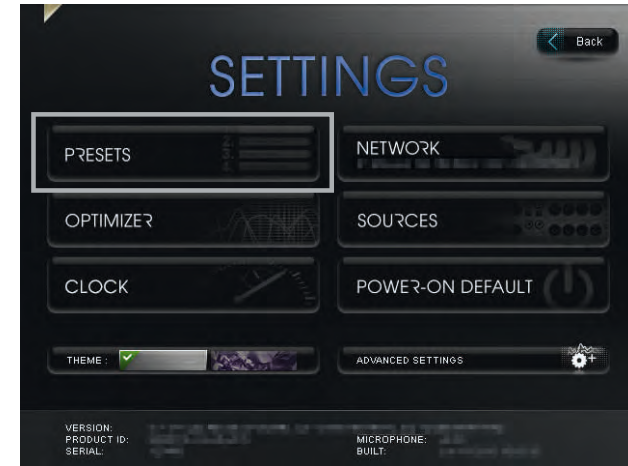 Back
SETTINGS
PRESETS
NETWORK
OPTIMIZER
SOURCES
CLOCK
POWER-ON DEFAULT
THEME :
ADVANCED SETTINGS
VERSION:
PRODUCT ID:
MICROPHONE:
SERIAL:
BUILT: